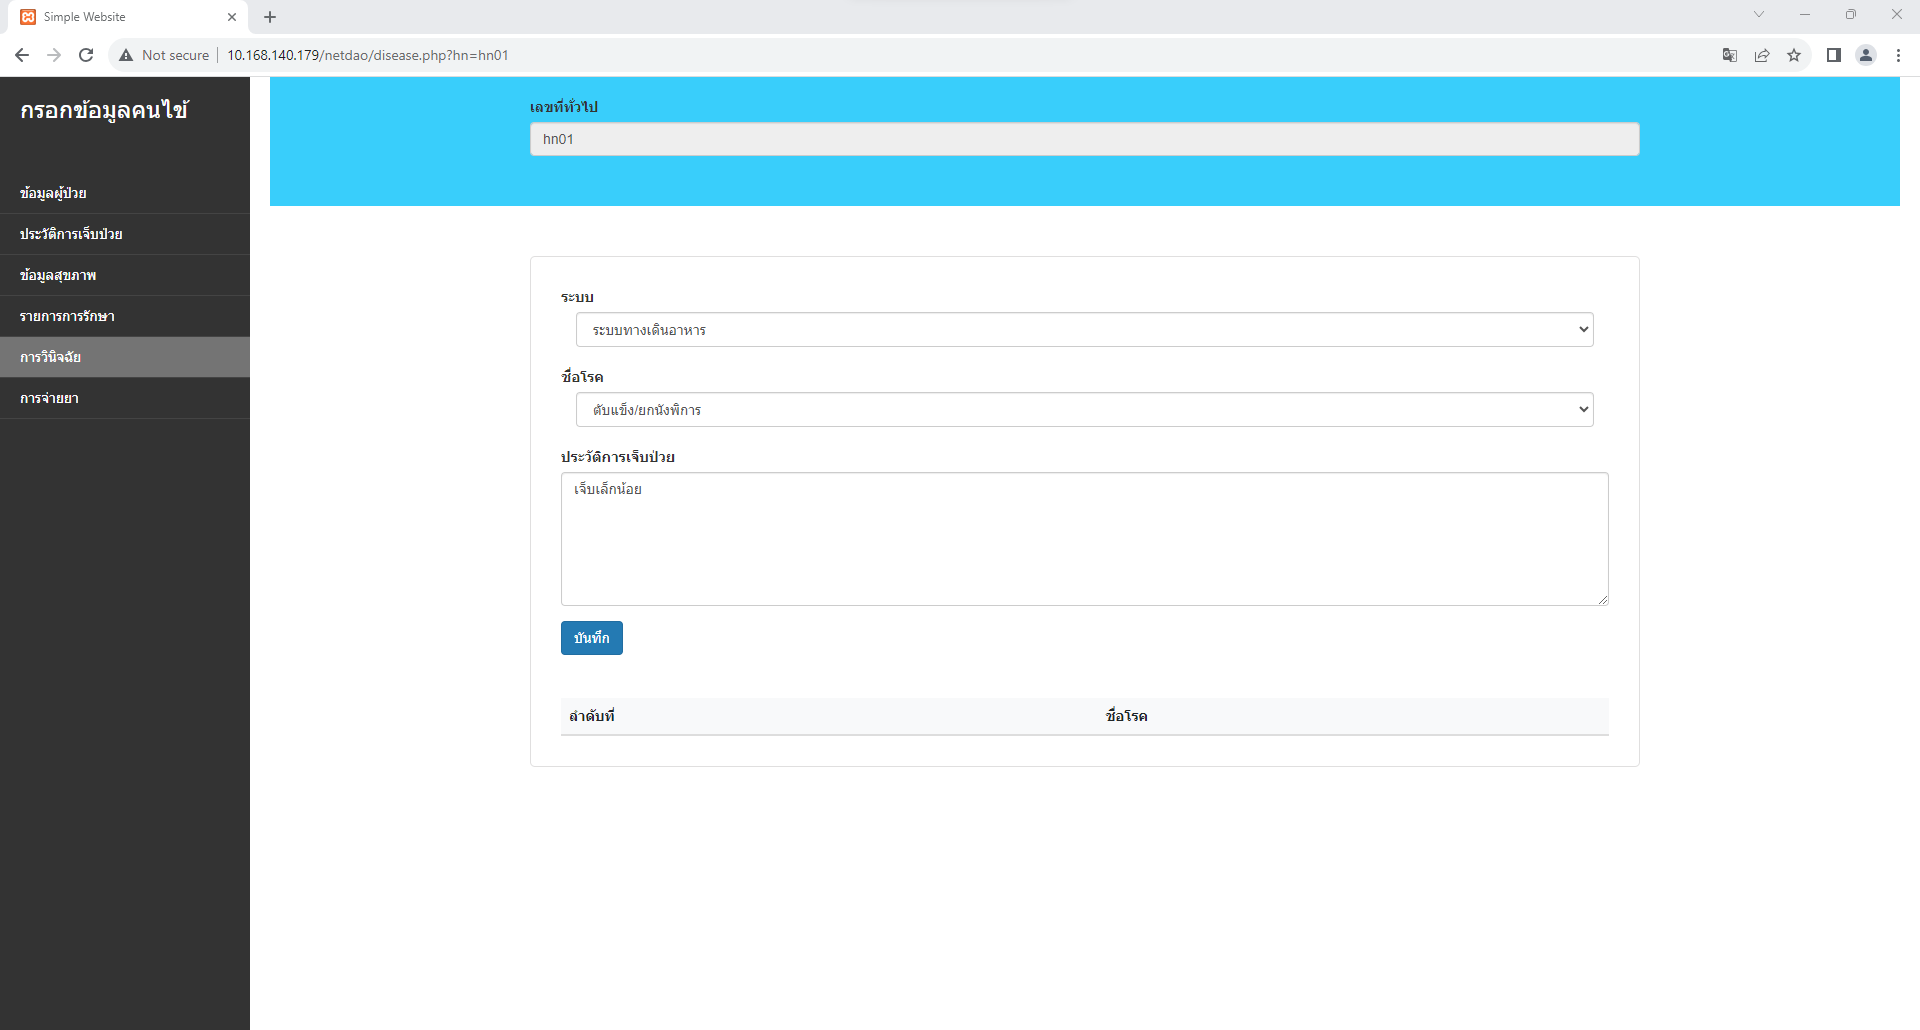 Simple Website
Not secure
10.168.140.179/netdao/disease.php?hn=hn01
กรอกข้อมูลคนไข้
ข้อมูลผู้ป่วย
ประวัติการเจ็บป่วย
ข้อมูลสุขภาพ
รายการการรักษา
การวินิจฉัย
การจ่ายยา
เลขที่ทั่วไป
hn01
ระบบ
ระบบทางเดินอาหาร
ชื่อโรค
ตับแข็ง/ยกนังพิการ
ประวัติการเจ็บป่วย
เจ็บเล็กน้อย
บันทึก
ลำดับที่ ชื่อโรค